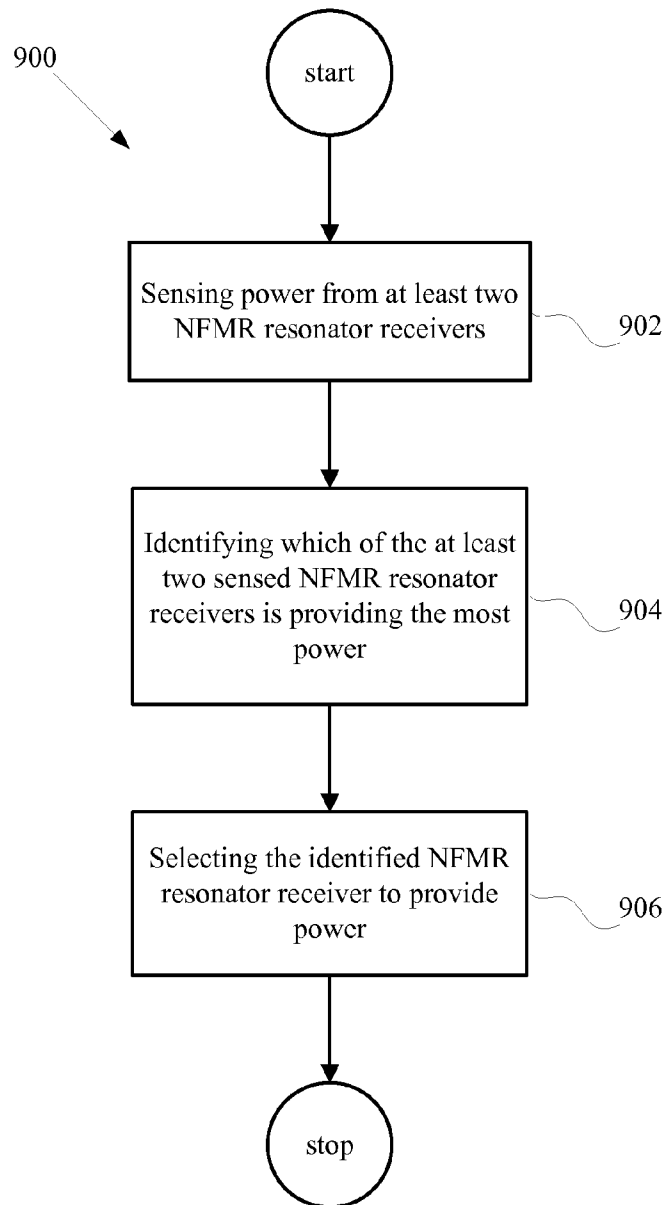 900
start
Sensing power from at least two
NFMR resonator receivers
902
Identifying which of the at least
two sensed NFMR resonator
receivers is providing the most
power
904
Selecting the identified NFMR
resonator receiver to provide
power
906
stop